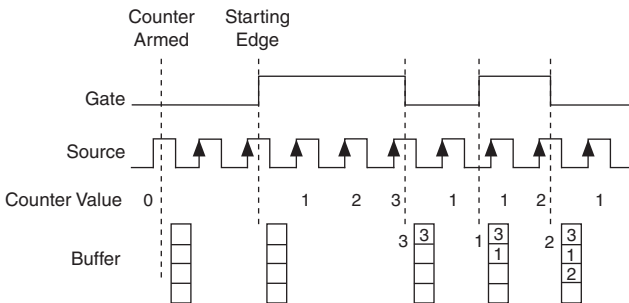 Counter Armed
Starting Edge
Gate
Source
Counter Value 0 1 2 3 1 1 2 1
Buffer
3 3
1 3 1
2 3 1 2